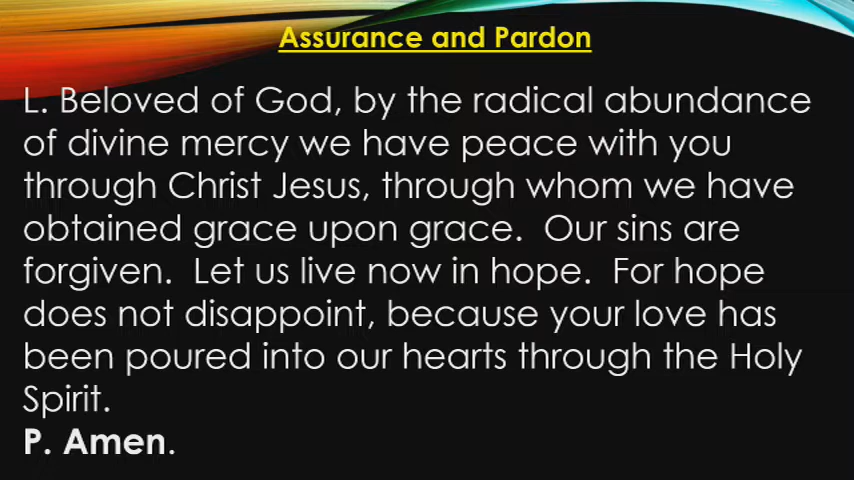 Assurance and Pardon
L. Beloved of God, by the radical abundance
of divine mercy we have peace with you
through Christ Jesus, through whom we have
obtained grace upon grace.  Our sins are
forgiven.  Let us live now in hope.  For hope
does not disappoint, because your love has
been poured into our hearts through the Holy
Spirit.
P. Amen.